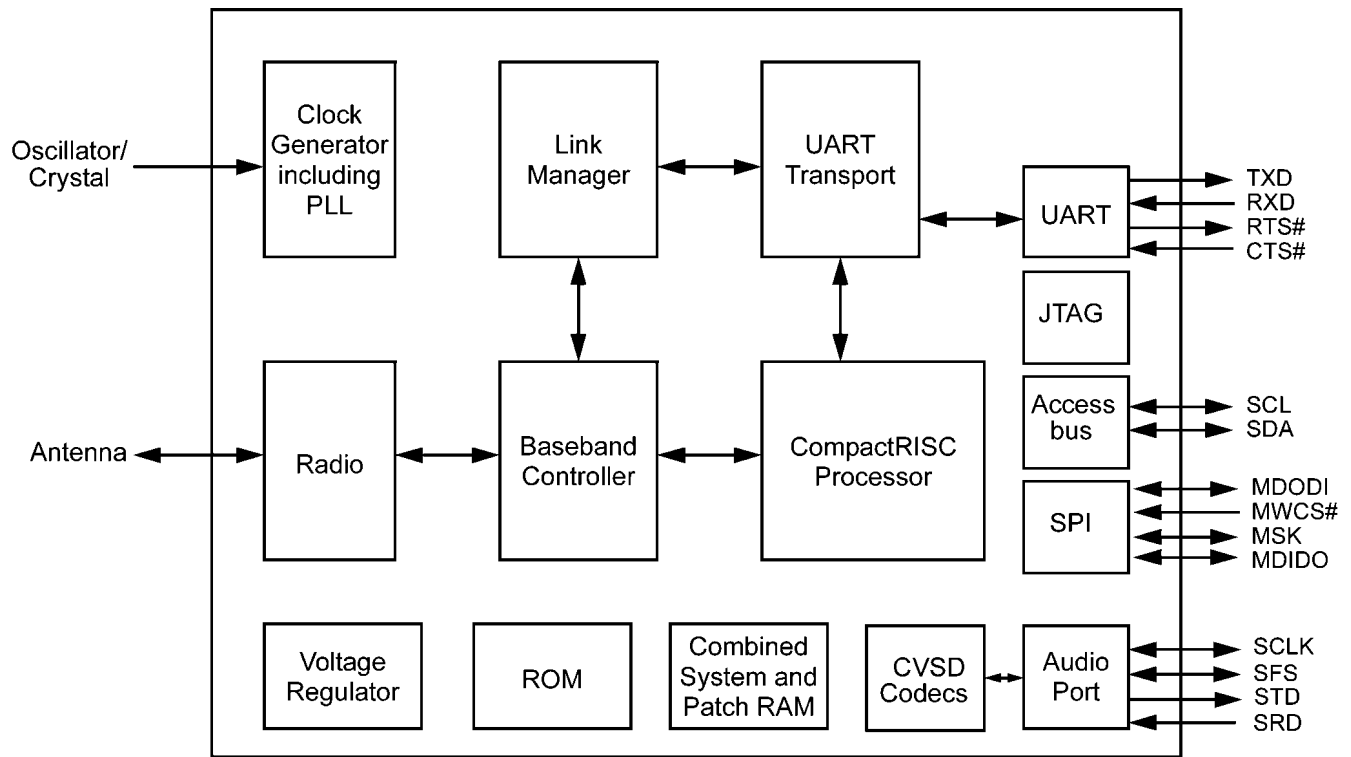 Oscillator/
Crystal
Clock
Generator
including
PLL
Link
Manager
UART
Transport
UART
TXD
RXD
RTS#
CTS#
JTAG
Antenna
Radio
Baseband
Controller
CompactRISC
Processor
Access
bus
SCL
SDA
SPI
MDODI
MWCS#
MSK
MDIDO
Voltage
Regulator
ROM
Combined
System and
Patch RAM
CVSD
Codecs
Audio
Port
SCLK
SFS
STD
SRD